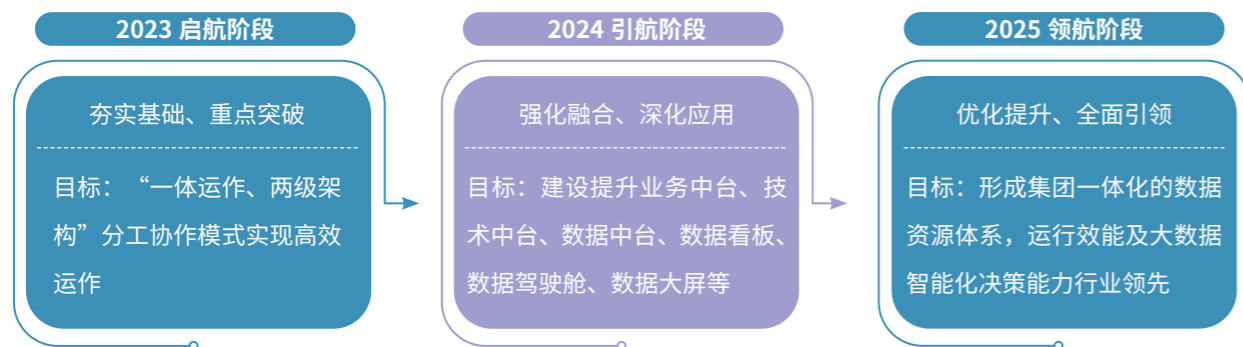 2023 启航阶段
夯实基础、重点突破
目标：“一体运作、两级架
构”分工协作模式实现高效
运作
2024 引航阶段
强化融合、深化应用
目标：建设提升业务中台、技
术中台、数据中台、数据看板、
数据驾驶舱、数据大屏等
2025 领航阶段
优化提升、全面引领
目标：形成集团一体化的数据
资源体系，运行效能及大数据
智能化决策能力行业领先